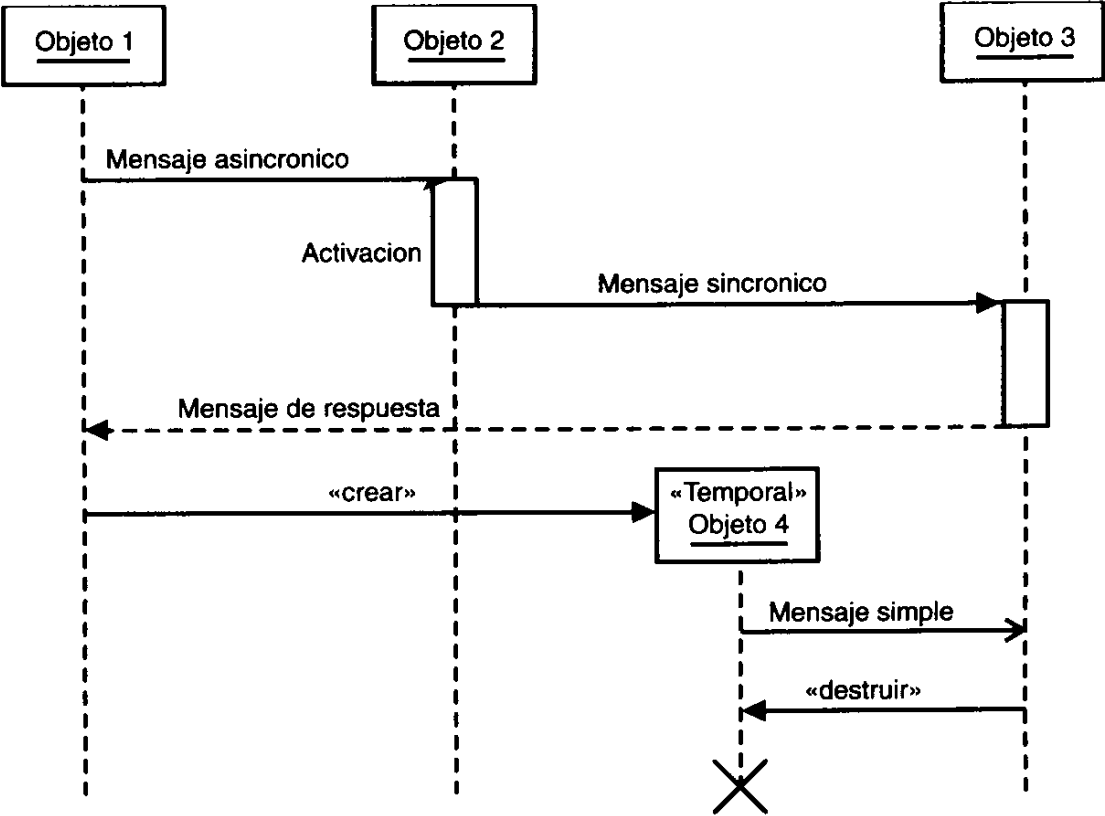 Objeto 1
Objeto 2
Objeto 3
Mensaje asincronico
Activacion
Mensaje sincronico
Mensaje de respuesta
«crear»
«Temporal»
Objeto 4
Mensaje simple
«destruir»